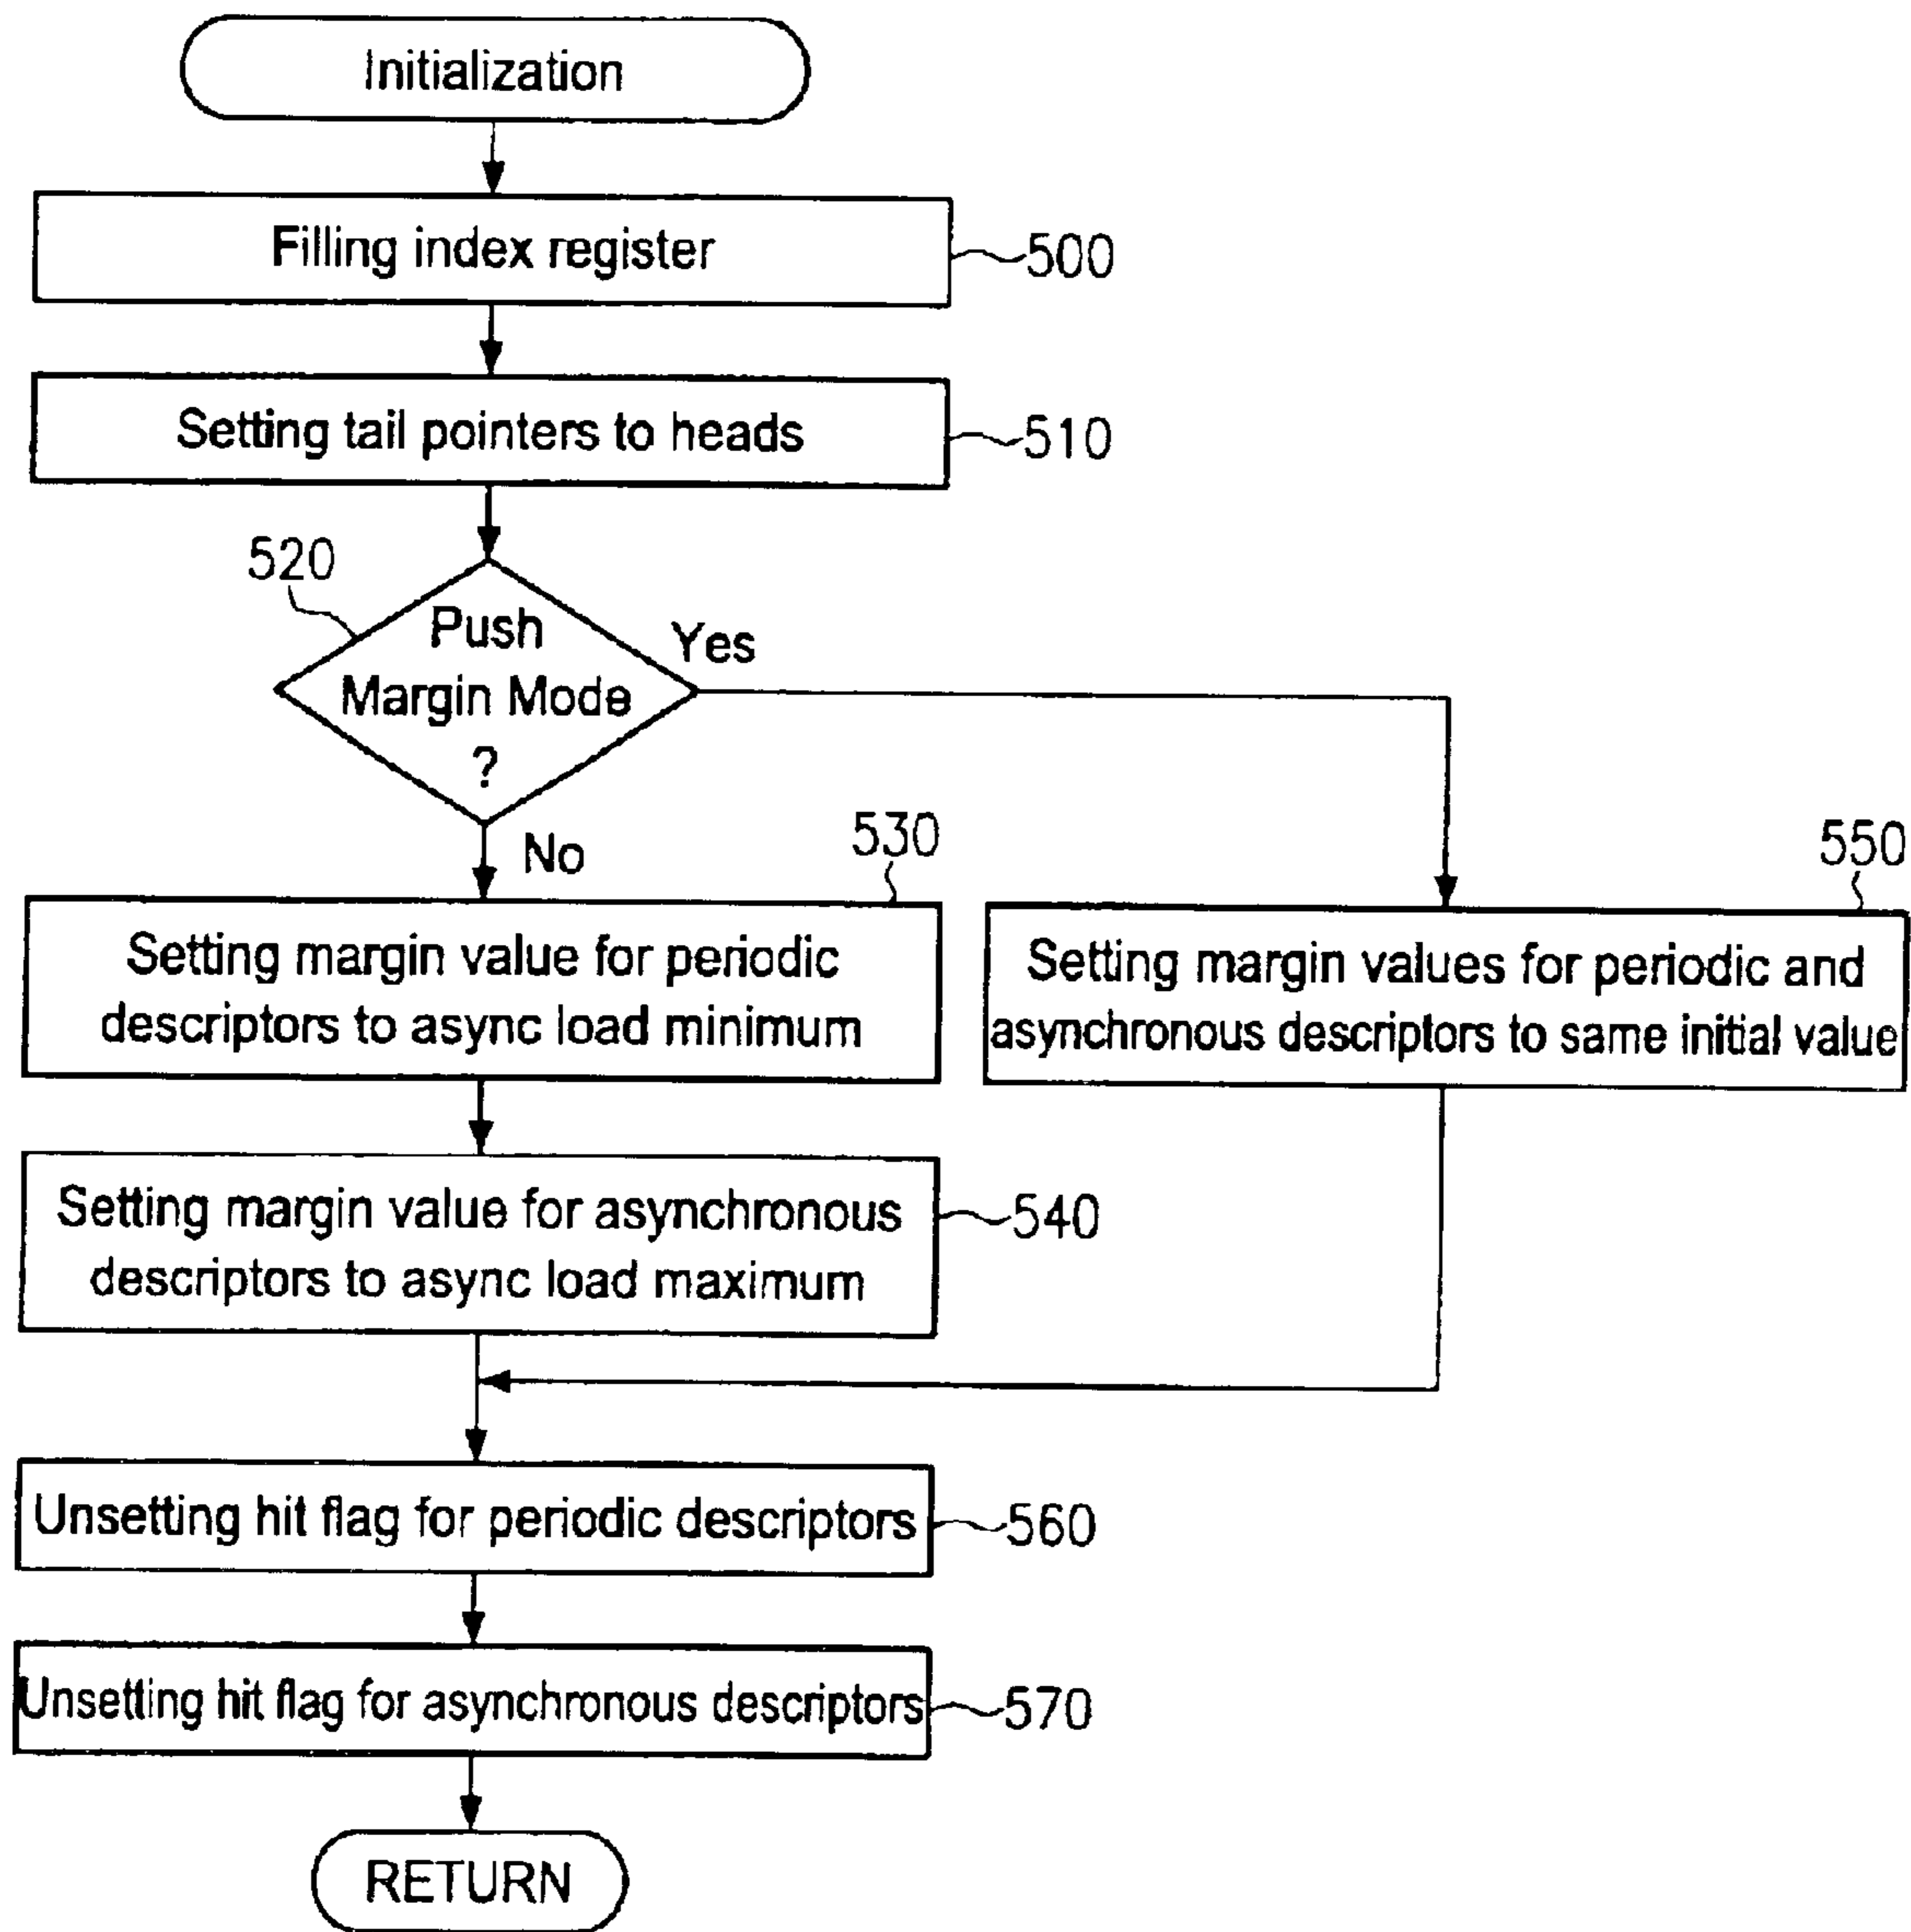 Initialization
Filling index register
500
Setting tail pointers to heads
510
520
Push
Margin Mode
?
Yes
No
530
Setting margin value for periodic
descriptors to async load minimum
550
Setting margin values for periodic and
asynchronous descriptors to same initial value
Setting margin value for asynchronous
descriptors to async load maximum
540
Unsetting hit flag for periodic descriptors
560
Unsetting hit flag for asynchronous descriptors
570
RETURN